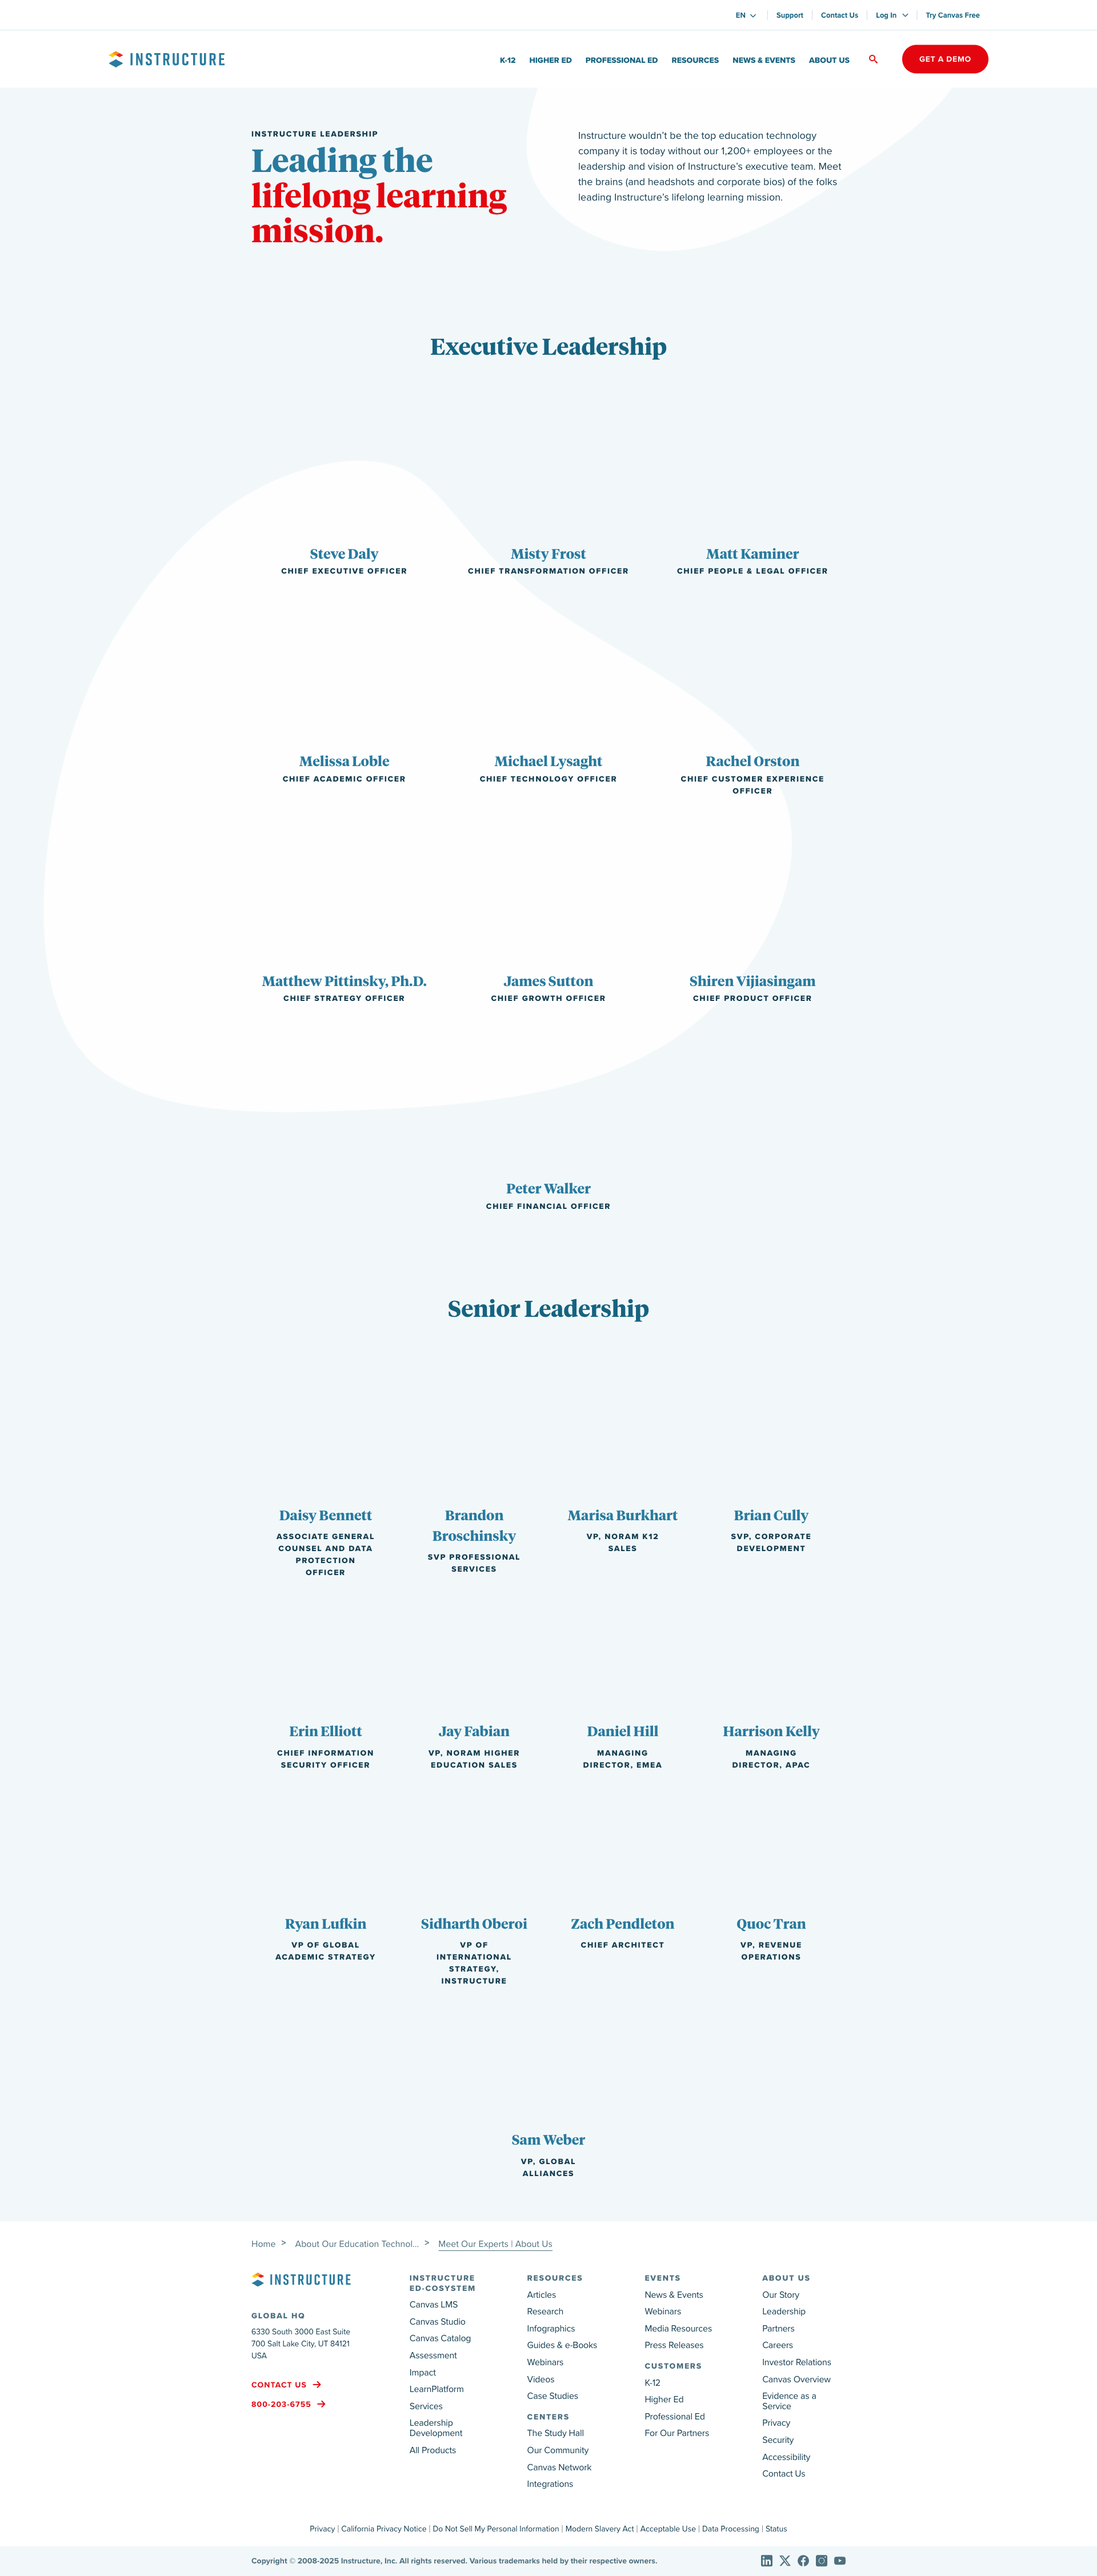 EN
Support
Contact Us
Log In
Try Canvas Free
INSTRUCTURE
K-12
HIGHER ED
PROFESSIONAL ED
RESOURCES
NEWS & EVENTS
ABOUT US
GET A DEMO
INSTRUCTURE LEADERSHIP
Leading the
lifelong learning
mission.
Instructure wouldn't be the top education technology
company it is today without our 1,200+ employees or the
leadership and vision of Instructure's executive team. Meet
the brains (and headshots and corporate bios) of the folks
leading Instructure's lifelong learning mission.
Executive Leadership
Steve Daly
CHIEF EXECUTIVE OFFICER
Misty Frost
CHIEF TRANSFORMATION OFFICER
Matt Kaminer
CHIEF PEOPLE & LEGAL OFFICER
Melissa Loble
CHIEF ACADEMIC OFFICER
Michael Lysaght
CHIEF TECHNOLOGY OFFICER
Rachel Orston
CHIEF CUSTOMER EXPERIENCE
OFFICER
Matthew Pittinsky, Ph.D.
CHIEF STRATEGY OFFICER
James Sutton
CHIEF GROWTH OFFICER
Shiren Vijiasingam
CHIEF PRODUCT OFFICER
Peter Walker
CHIEF FINANCIAL OFFICER
Senior Leadership
Daisy Bennett
ASSOCIATE GENERAL
COUNSEL AND DATA
PROTECTION
OFFICER
Brandon
Broschinsky
SVP PROFESSIONAL
SERVICES
Marisa Burkhart
VP, NORAM K12
SALES
Brian Cully
SVP, CORPORATE
DEVELOPMENT
Erin Elliott
CHIEF INFORMATION
SECURITY OFFICER
Jay Fabian
VP, NORAM HIGHER
EDUCATION SALES
Daniel Hill
MANAGING
DIRECTOR, EMEA
Harrison Kelly
MANAGING
DIRECTOR, APAC
Ryan Lufkin
VP OF GLOBAL
ACADEMIC STRATEGY
Sidharth Oberoi
VP OF
INTERNATIONAL
STRATEGY,
INSTRUCTURE
Zach Pendleton
CHIEF ARCHITECT
Quoc Tran
VP, REVENUE
OPERATIONS
Sam Weber
VP, GLOBAL
ALLIANCES
Home > About Our Education Technol... > Meet Our Experts | About Us
INSTRUCTURE
GLOBAL HQ
6330 South 3000 East Suite
700 Salt Lake City, UT 84121
USA
CONTACT US
800-203-6755
INSTRUCTURE
ED-COSYSTEM
Canvas LMS
Canvas Studio
Canvas Catalog
Assessment
Impact
LearnPlatform
Services
Leadership
Development
All Products
RESOURCES
Articles
Research
Infographics
Guides & e-Books
Webinars
Videos
Case Studies
CENTERS
The Study Hall
Our Community
Canvas Network
Integrations
EVENTS
News & Events
Webinars
Media Resources
Press Releases
CUSTOMERS
K-12
Higher Ed
Professional Ed
For Our Partners
ABOUT US
Our Story
Leadership
Partners
Careers
Investor Relations
Canvas Overview
Evidence as a
Service
Privacy
Security
Accessibility
Contact Us
Privacy | California Privacy Notice | Do Not Sell My Personal Information | Modern Slavery Act | Acceptable Use | Data Processing | Status
Copyright © 2008-2025 Instructure, Inc. All rights reserved. Various trademarks held by their respective owners.